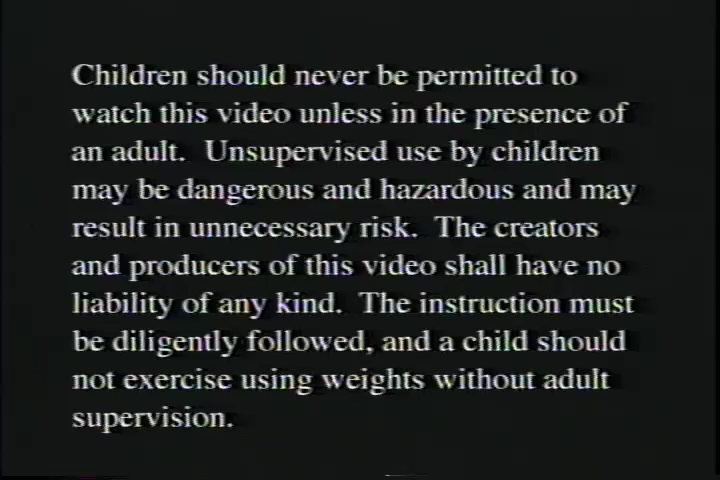 Children should never be permitted to
watch this video unless in the presence of
an adult.  Unsupervised use by children
may be dangerous and hazardous and may
result in unnecessary risk.  The creators
and producers of this video shall have no
liability of any kind.  The instruction must
be diligently followed, and a child should
not exercise using weights without adult
supervision.